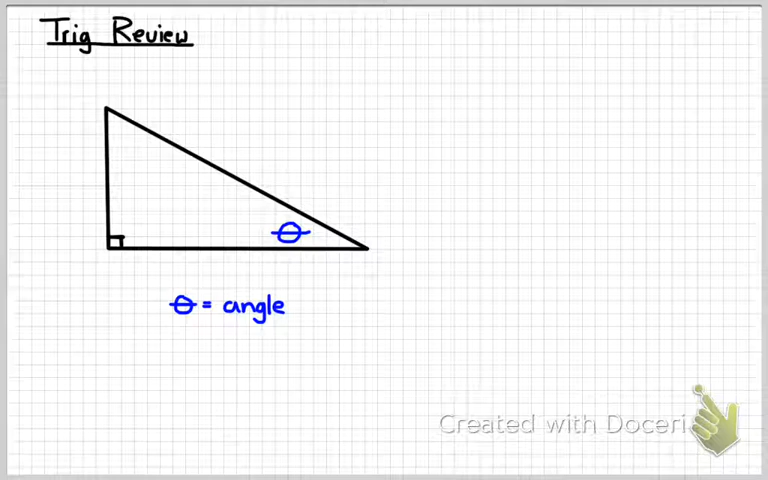 Trig Review
θ
θ = angle
Created with Doceri